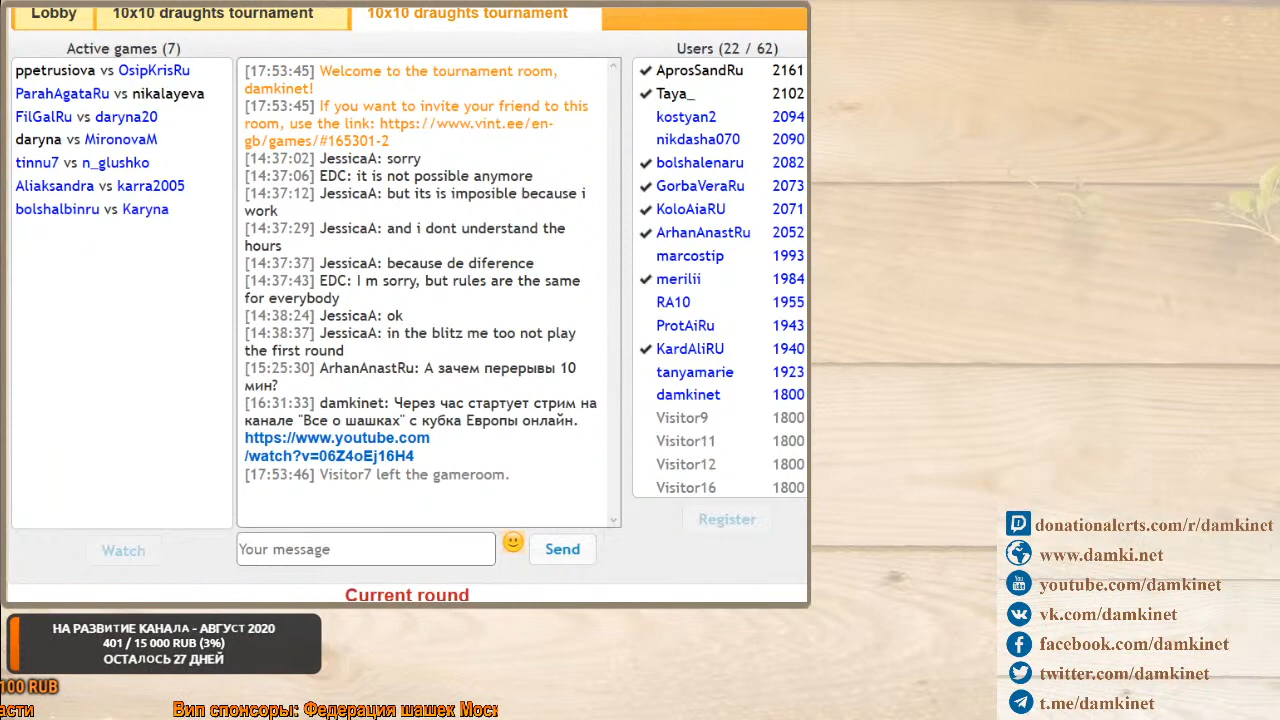 Lobby
10x10 draughts tournament
10x10 draughts tournament
Active games (7)
ppetrusiova vs OsipKrisRu
ParahAgataRu vs nikalayeva
FilGalRu vs daryna20
daryna vs MironovaM
tinnu7 vs n_glushko
Aliaksandra vs karra2005
bolshalbinru vs Karyna
Watch
[17:53:45] Welcome to the tournament room,
damkinet!
[17:53:45] If you want to invite your friend to this
room, use the link: https://www.vint.ee/en-
gb/games/#165301-2
[14:37:02] JessicaA: sorry
[14:37:06] EDC: it is not possible anymore
[14:37:12] JessicaA: but its is imposible because i
work
[14:37:29] JessicaA: and i dont understand the
hours
[14:37:37] JessicaA: because de diference
[14:37:43] EDC: I m sorry, but rules are the same
for everybody
[14:38:24] JessicaA: ok
[14:38:37] JessicaA: in the blitz me too not play
the first round
[15:25:30] ArhanAnastRu: А зачем перерывы 10
мин?
[16:31:33] damkinet: Через час стартует стрим на
канале "Все о шашках" с кубка Европы онлайн.
https://www.youtube.com
/watch?v=06Z4oEj16H4
[17:53:46] Visitor7 left the gameroom.
Your message
Send
Users (22 / 62)
AprosSandRu 2161
Taya_ 2102
kostyan2 2094
nikdasha070 2090
bolshalenaru 2082
GorbaVeraRu 2073
KoloAiaRU 2071
ArhanAnastRu 2052
marcostip 1993
merilii 1984
RA10 1955
ProtAiRu 1943
KardAliRU 1940
tanyamarie 1923
damkinet 1800
Visitor9 1800
Visitor11 1800
Visitor12 1800
Visitor16 1800
Register
Current round
НА РАЗВИТИЕ КАНАЛА - АВГУСТ 2020
401 / 15 000 RUB (3%)
ОСТАЛОСЬ 27 ДНЕЙ
100 RUB
асти Вип спонсоры: Федерация шашек Моск
donationalerts.com/r/damkinet
www.damki.net
youtube.com/damkinet
vk.com/damkinet
facebook.com/damkinet
twitter.com/damkinet
t.me/damkinet